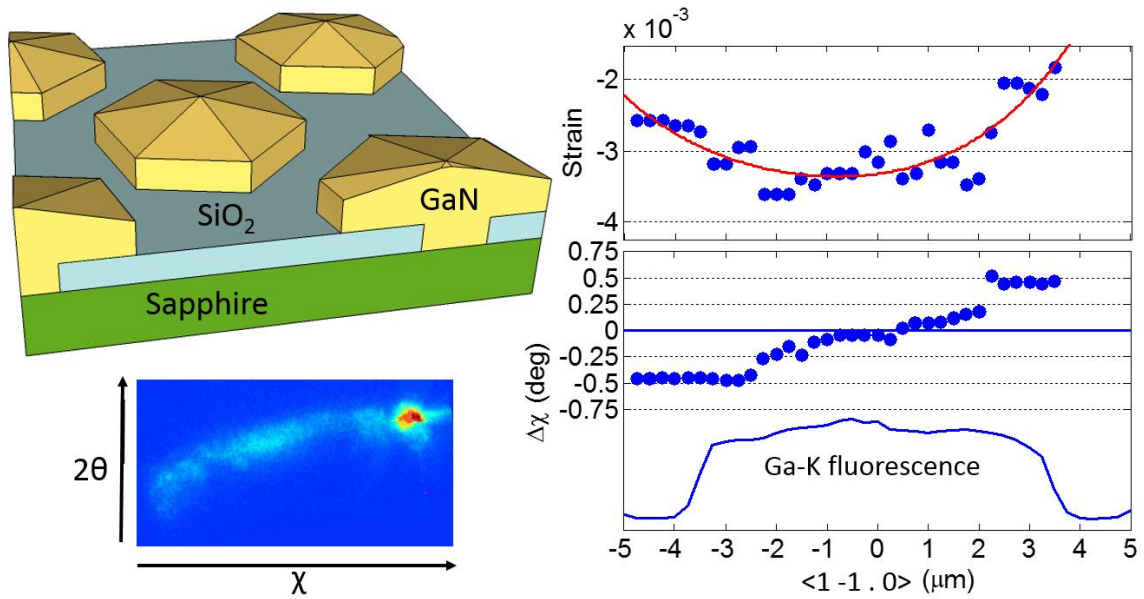 GaN
SiO2
Sapphire
2θ
χ
x 10-3
-2
-3
-4
Strain
0.75
0.5
0.25
0
-0.25
-0.5
-0.75
Δχ (deg)
Ga-K fluorescence
-5 -4 -3 -2 -1 0 1 2 3 4 5
<1 -1 . 0> (μm)